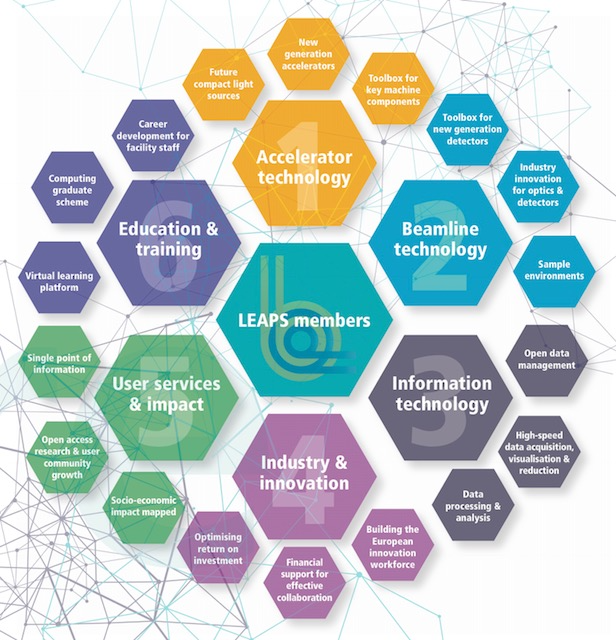 New
generation
accelerators
Future
compact light
sources
Toolbox for
key machine
components
1
Accelerator
technology
Toolbox for
new generation
detectors
Industry
innovation
for optics &
detectors
Sample
environments
2
Beamline
technology
Career
development for
facility staff
Computing
graduate
scheme
Virtual learning
platform
6
Education &
training
LEAPS members
Single point of
information
Open access
research & user
community
growth
Socio-economic
impact mapped
5
User services
& impact
3
Information
technology
Open data
management
High-speed
data acquisition,
visualisation &
reduction
Data
processing &
analysis
4
Industry &
innovation
Optimising
return on
investment
Financial
support for
effective
collaboration
Building the
European
innovation
workforce